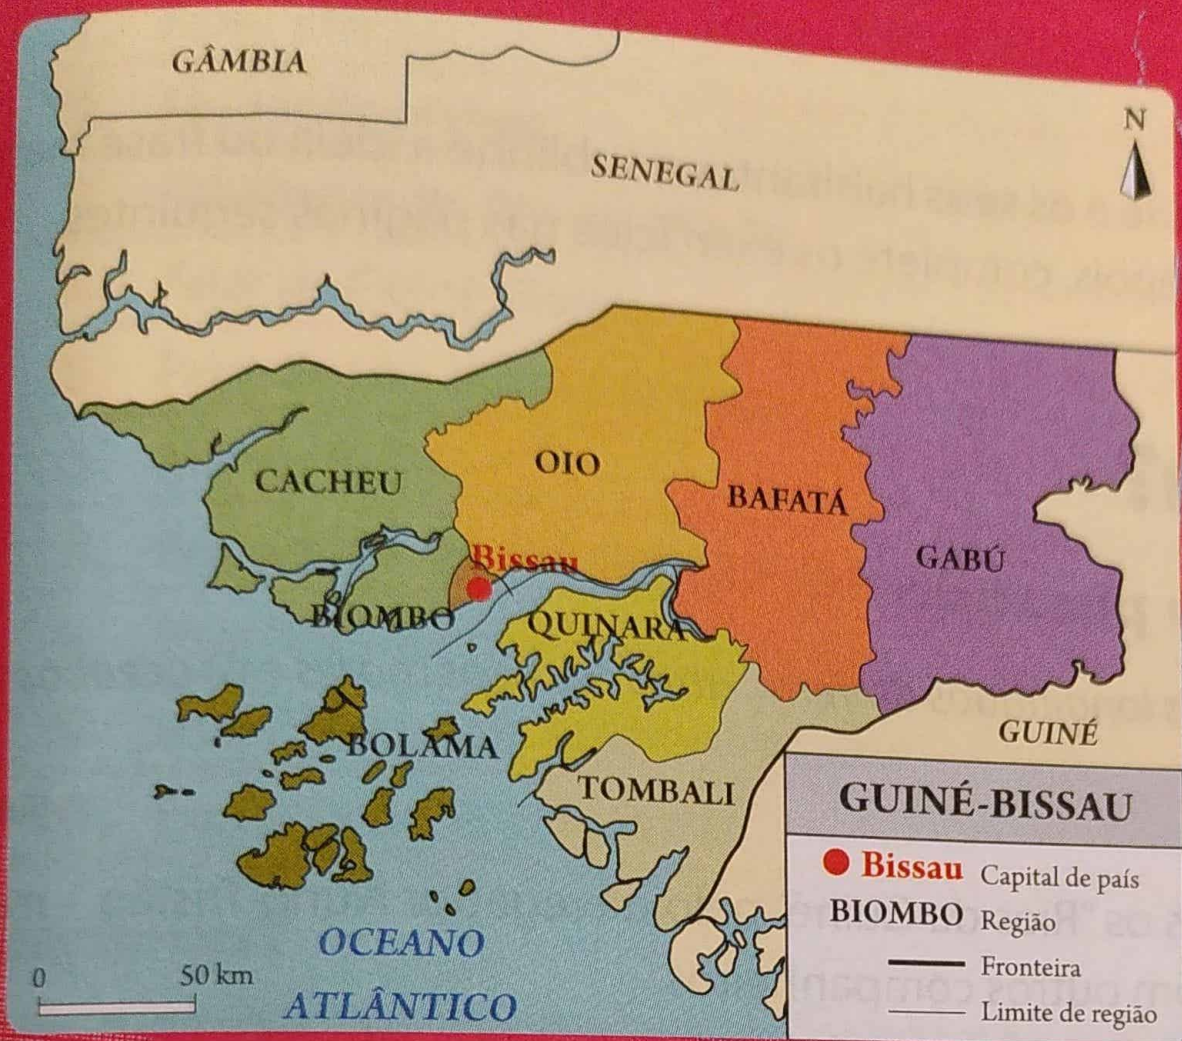 GÂMBIA
N
SENEGAL
OIO
CACHEU
BAFATÁ
Bissau
GABÚ
BIOMBO
QUINARA
BOLAMA
GUINÉ
TOMBALI
GUINÉ-BISSAU
Bissau Capital de país
BIOMBO Região
OCEANO
ATLÂNTICO
0 50 km
Fronteira
Limite de região